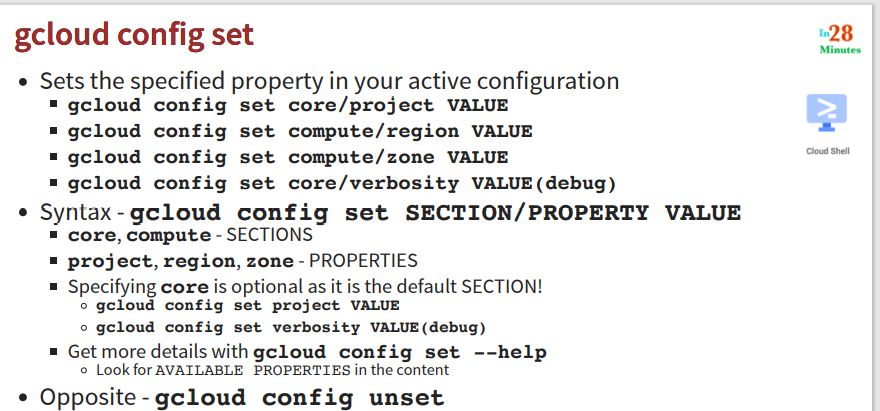 gcloud config set
In28
Minutes
• Sets the specified property in your active configuration
▪ gcloud config set core/project VALUE
▪ gcloud config set compute/region VALUE
▪ gcloud config set compute/zone VALUE
▪ gcloud config set core/verbosity VALUE(debug)
Cloud Shell
• Syntax - gcloud config set SECTION/PROPERTY VALUE
▪ core, compute - SECTIONS
▪ project, region, zone - PROPERTIES
▪ Specifying core is optional as it is the default SECTION!
◦ gcloud config set project VALUE
◦ gcloud config set verbosity VALUE(debug)
▪ Get more details with gcloud config set --help
◦ Look for AVAILABLE PROPERTIES in the content
• Opposite - gcloud config unset